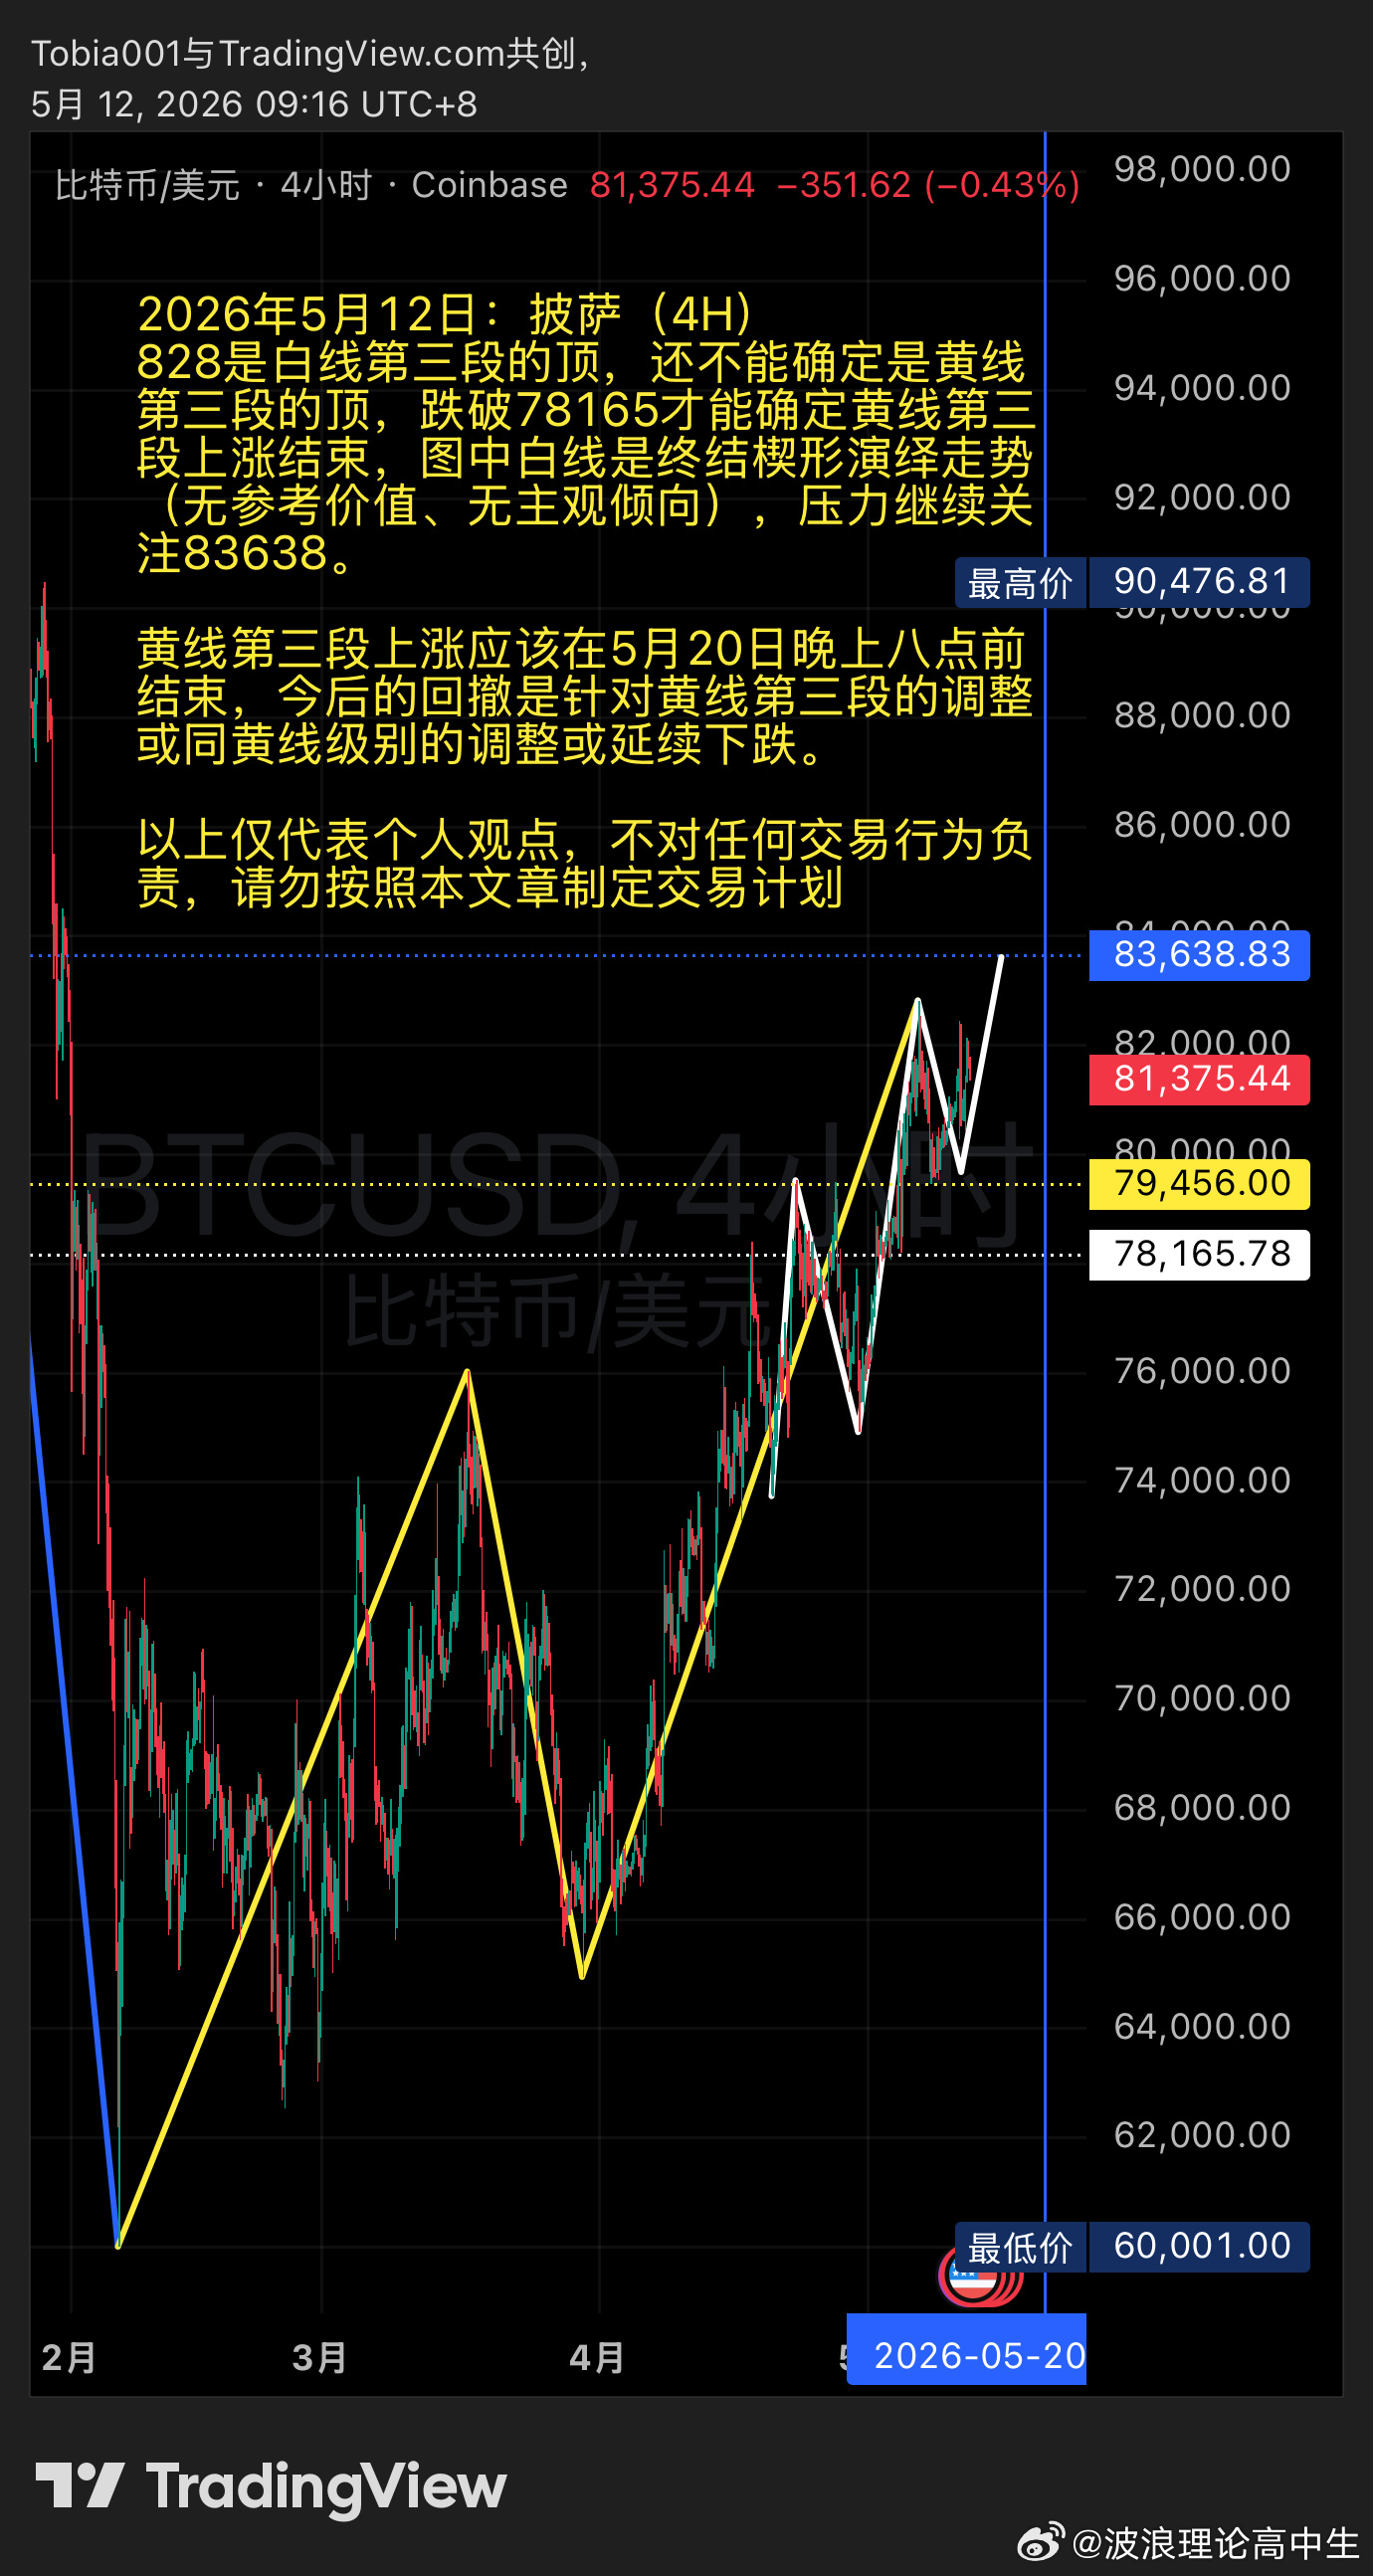 Tobia001与TradingView.com共创，
5月 12, 2026 09:16 UTC+8
比特币/美元 · 4小时 · Coinbase 81,375.44 −351.62 (−0.43%)
98,000.00
96,000.00
2026年5月12日：披萨（4H）
828是白线第三段的顶，还不能确定是黄线
第三段的顶，跌破78165才能确定黄线第三
段上涨结束，图中白线是终结楔形演绎走势
（无参考价值、无主观倾向），压力继续关
注83638。
94,000.00
92,000.00
最高价 90,476.81
90,000.00
黄线第三段上涨应该在5月20日晚上八点前
结束，今后的回撤是针对黄线第三段的调整
或同黄线级别的调整或延续下跌。
88,000.00
以上仅代表个人观点，不对任何交易行为负
责，请勿按照本文章制定交易计划
86,000.00
84,000.00
83,638.83
82,000.00
81,375.44
80,000.00
79,456.00
78,165.78
BTCUSD, 4小时
比特币/美元
76,000.00
74,000.00
72,000.00
70,000.00
68,000.00
66,000.00
64,000.00
62,000.00
最低价 60,001.00
2月 3月 4月 2026-05-20
TradingView
@波浪理论高中生